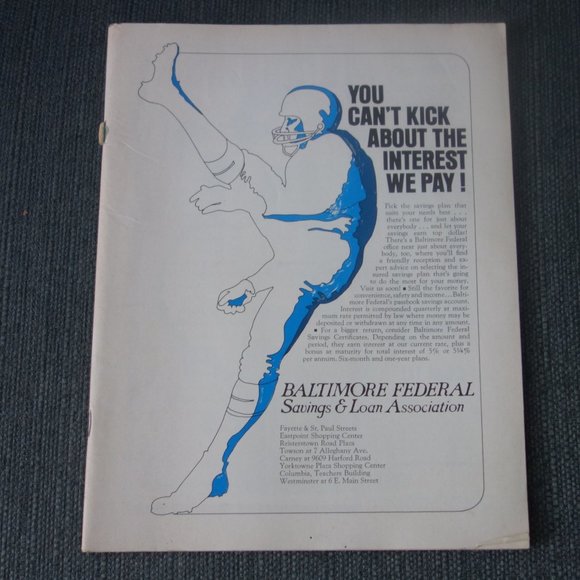 YOU
CAN'T KICK
ABOUT THE
INTEREST
WE PAY!
Pick the savings plan that
suits your needs best . . .
there's one for just about
everybody . . . and let your
savings earn top dollar!
There's a Baltimore Federal
office near just about every-
body, too, where you'll find
a friendly reception and ex-
pert advice on selecting the in-
sured savings plan that's going
to do the most for your money.
Visit us soon! ■ Still the favorite for
convenience, safety and income...Balti-
more Federal's passbook savings account.
Interest is compounded quarterly at maxi-
mum rate permitted by law where money may be
deposited or withdrawn at any time in any amount.
■ For a bigger return, consider Baltimore Federal
Savings Certificates. Depending on the amount and
period, they earn interest at our current rate, plus a
bonus at maturity for total interest of 5% or 5¼%
per annum. Six-month and one-year plans.
BALTIMORE FEDERAL
Savings & Loan Association
Fayette & St. Paul Streets
Eastpoint Shopping Center
Reisterstown Road Plaza
Towson at 7 Alleghany Ave.
Carney at 9609 Harford Road
Yorktowne Plaza Shopping Center
Columbia, Teachers Building
Westminster at 6 E. Main Street